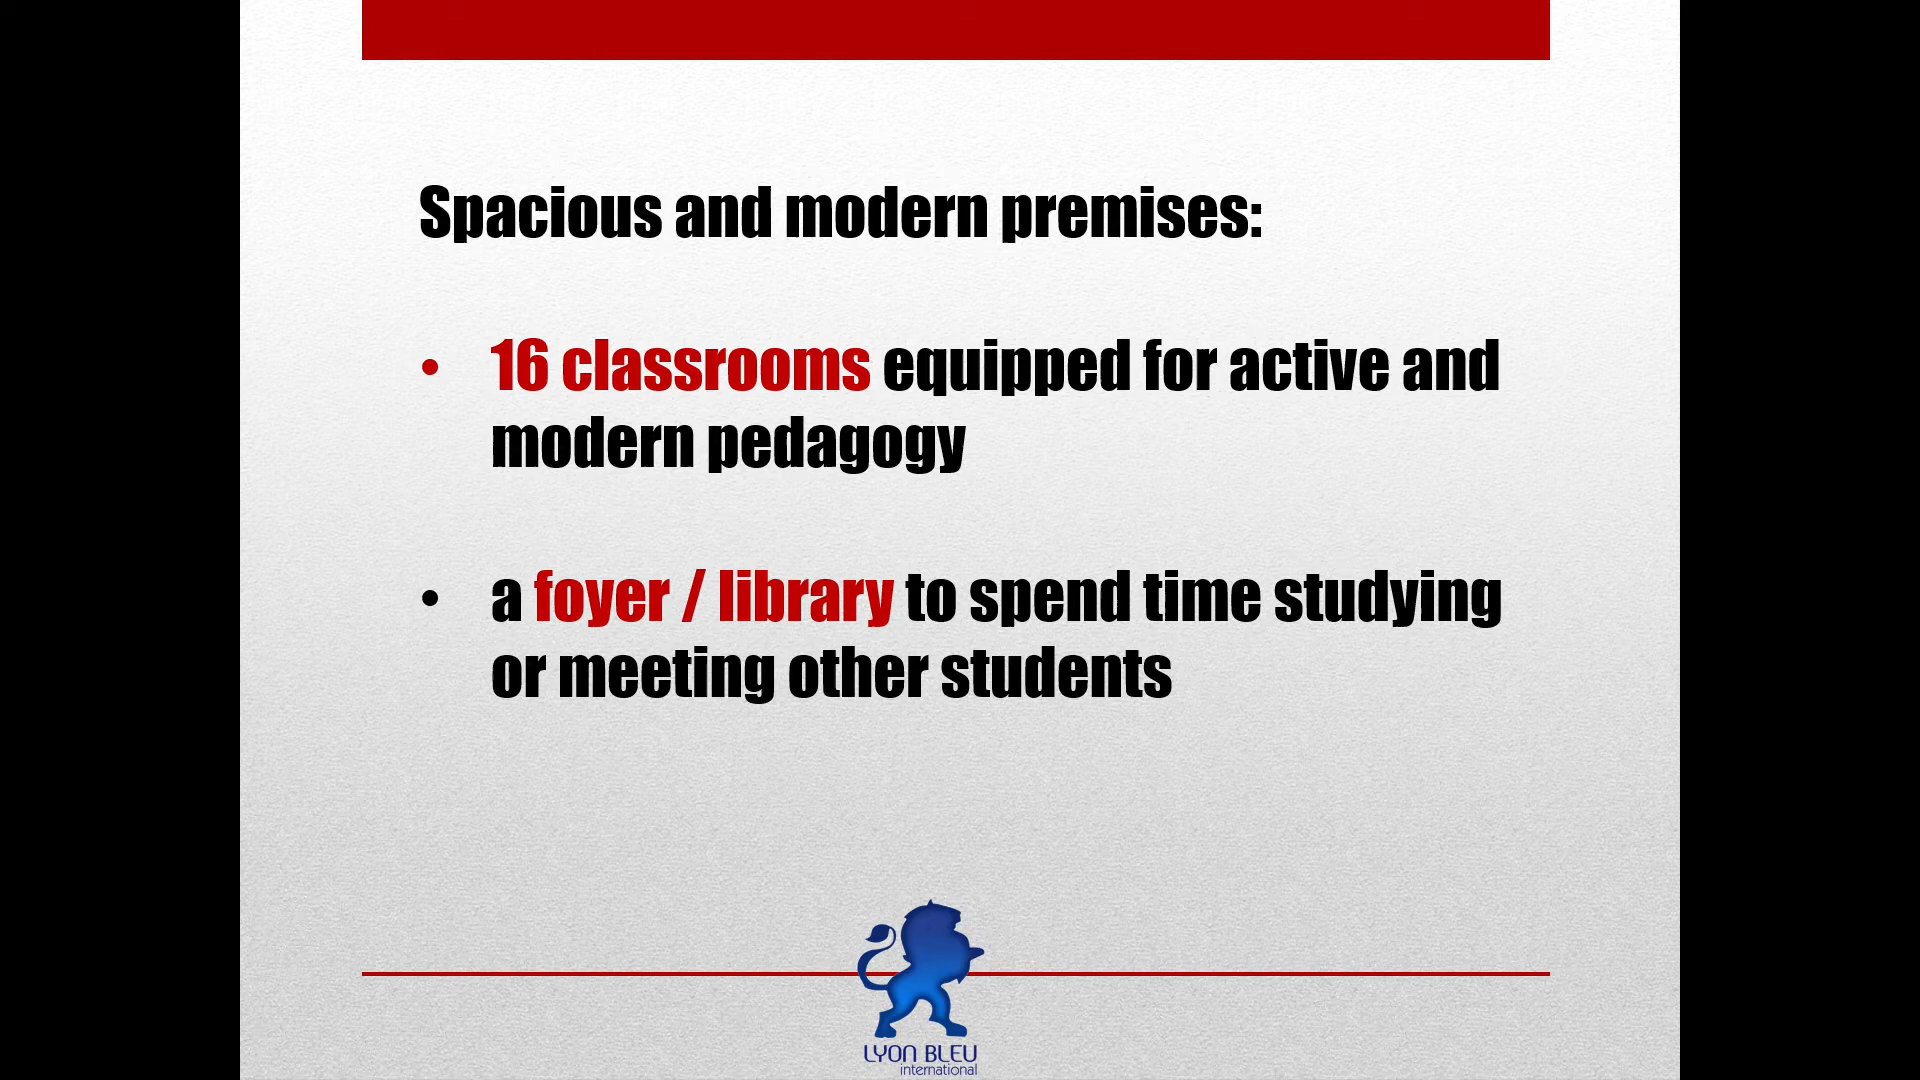 Spacious and modern premises:
• 16 classrooms equipped for active and
modern pedagogy
• a foyer / library to spend time studying
or meeting other students
LYON BLEU
international